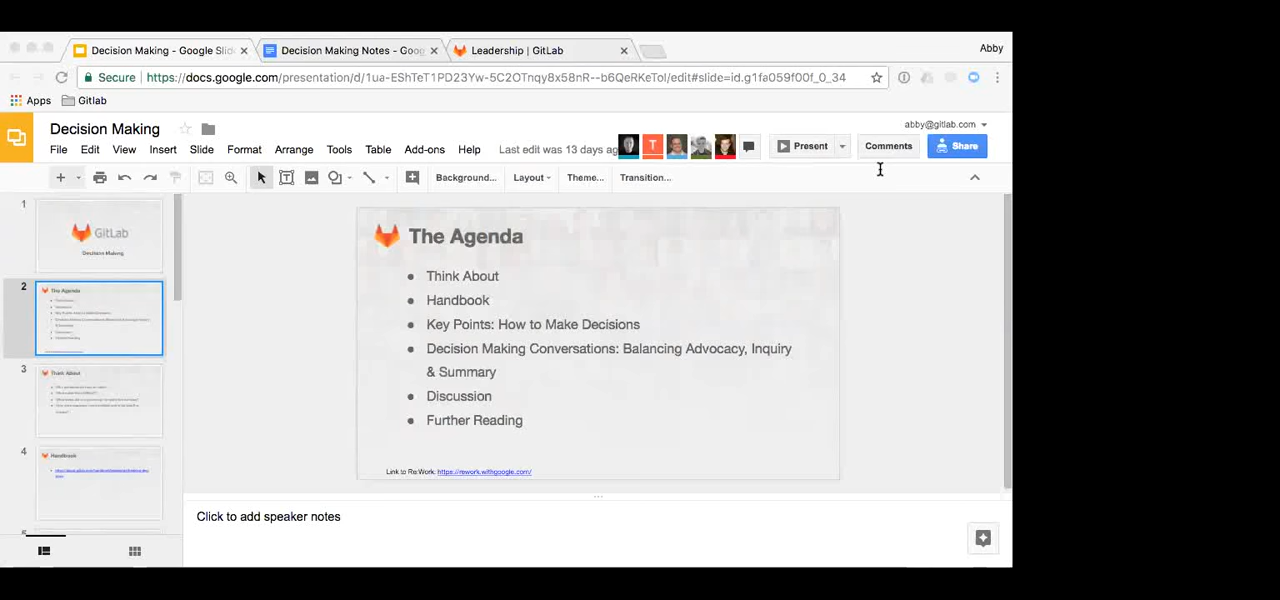 Decision Making - Google Slid
Decision Making Notes - Goog
Leadership | GitLab
Abby
Secure
https://docs.google.com/presentation/d/1ua-EShTeT1PD23Yw-5C2OTnqy8x58nR--b6QeRKeTol/edit#slide=id.g1fa059f00f_0_34
Apps
Gitlab
Decision Making
abby@gitlab.com
File Edit View Insert Slide Format Arrange Tools Table Add-ons Help Last edit was 13 days ag
T
Present
Comments
Share
Background...
Layout
Theme...
Transition...
1
GitLab
Decision Making
2
The Agenda
3
Think About
4
Handbook
The Agenda
Think About
Handbook
Key Points: How to Make Decisions
Decision Making Conversations: Balancing Advocacy, Inquiry
& Summary
Discussion
Further Reading
Link to Re:Work: https://rework.withgoogle.com/
Click to add speaker notes